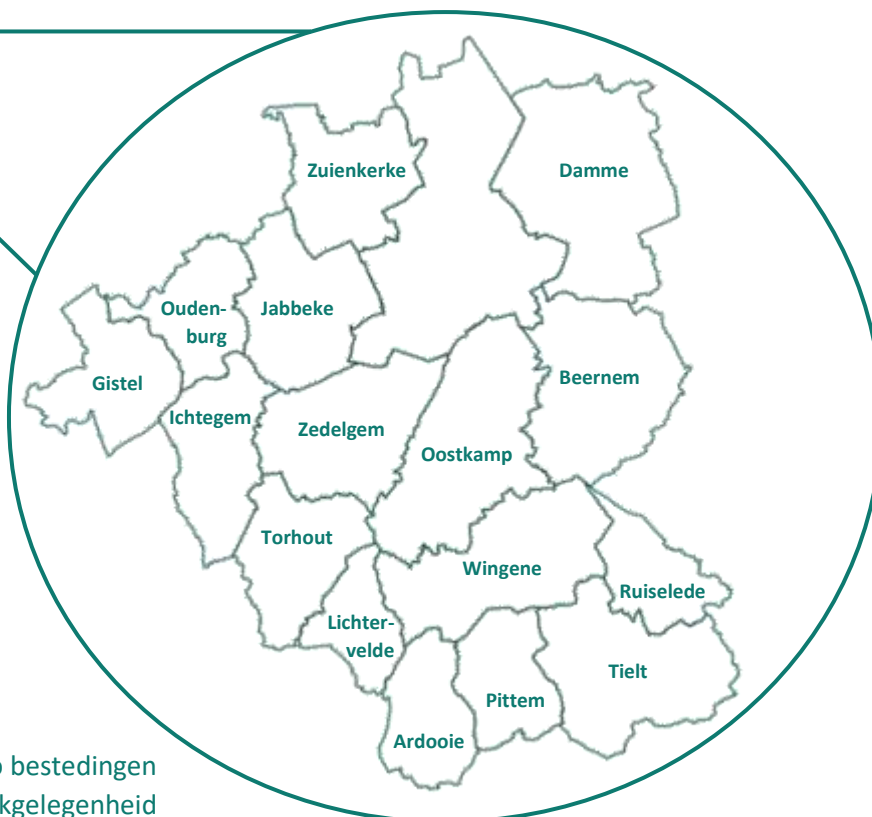 Zuienkerke
Damme
Ouden-
burg
Jabbeke
Gistel
Beernem
Ichtegem
Zedelgem
Oostkamp
Torhout
Wingene
Ruiselede
Lichter-
velde
Tielt
Pittem
Ardooie
bestedingen
kgelegenheid